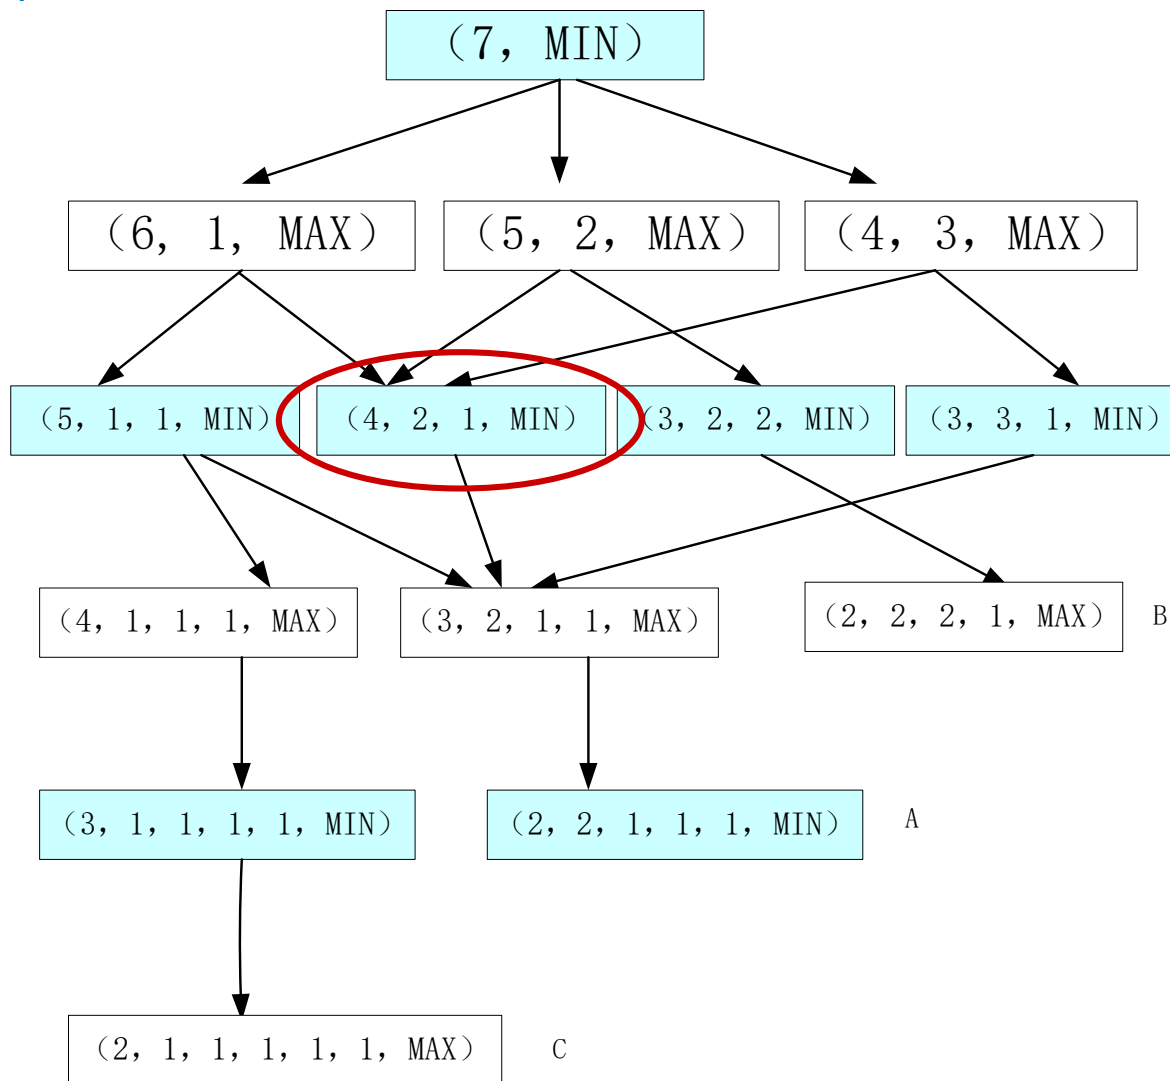 (7, MIN)
(6, 1, MAX)
(5, 2, MAX)
(4, 3, MAX)
(5, 1, 1, MIN)
(4, 2, 1, MIN)
(3, 2, 2, MIN)
(3, 3, 1, MIN)
(4, 1, 1, 1, MAX)
(3, 2, 1, 1, MAX)
(2, 2, 2, 1, MAX)
B
(3, 1, 1, 1, 1, MIN)
(2, 2, 1, 1, 1, MIN)
A
(2, 1, 1, 1, 1, 1, MAX)
C